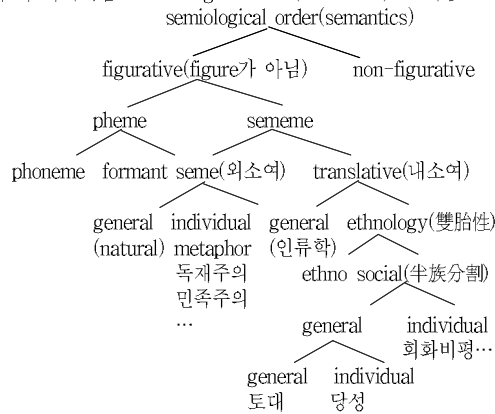 semiological order(semantics)
figurative(figure가 아님) non-figurative
pheme sememe
phoneme formant seme(외소여) translative(내소여)
general individual general ethnology(雙胎性)
(natural) metaphor (인류학)
독재주의 ethno social(半族分割)
민족주의
…
general individual
회화비평…
general individual
토대 당성